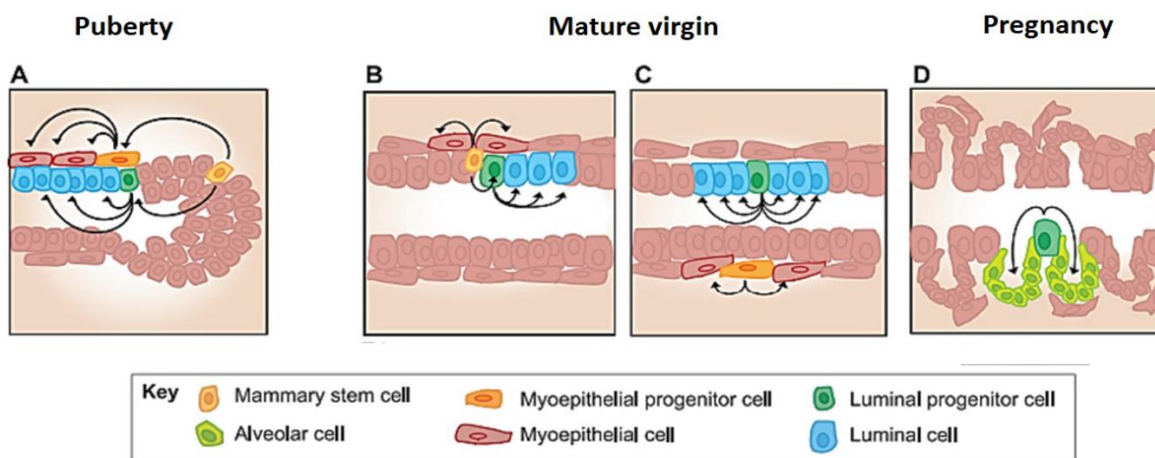 Puberty
Mature virgin
Pregnancy
A
B
C
D
Key
Mammary stem cell
Myoepithelial progenitor cell
Luminal progenitor cell
Alveolar cell
Myoepithelial cell
Luminal cell